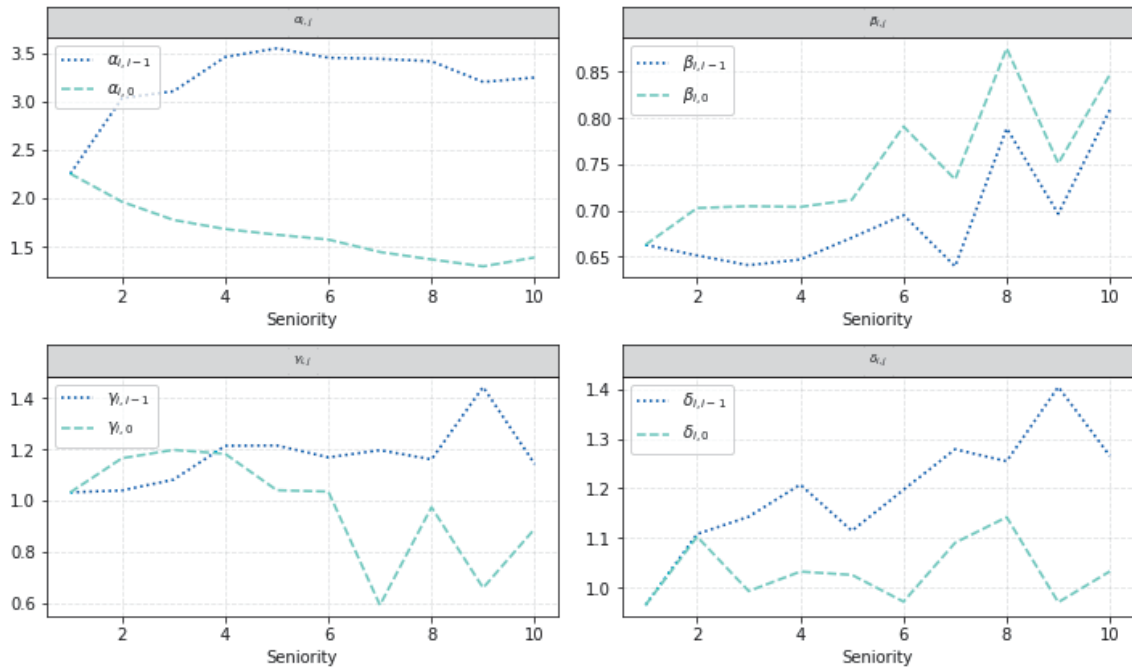 α_{i,j}
α_{i,i−1}
α_{i,0}
3.5
3.0
2.5
2.0
1.5
2 4 6 8 10
Seniority
β_{i,j}
β_{i,i−1}
β_{i,0}
0.85
0.80
0.75
0.70
0.65
2 4 6 8 10
Seniority
γ_{i,j}
γ_{i,i−1}
γ_{i,0}
1.4
1.2
1.0
0.8
0.6
2 4 6 8 10
Seniority
δ_{i,j}
δ_{i,i−1}
δ_{i,0}
1.4
1.3
1.2
1.1
1.0
2 4 6 8 10
Seniority